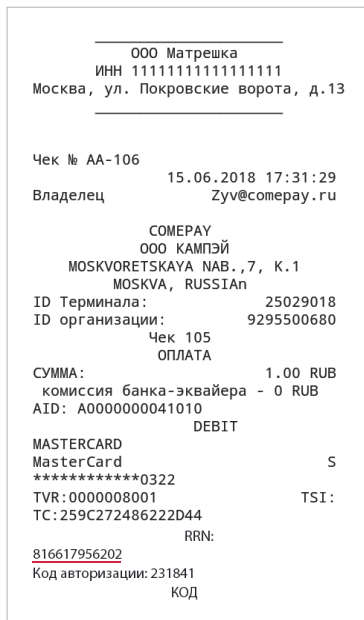 ООО Матрешка
ИНН 11111111111111111
Москва, ул. Покровские ворота, д.13
Чек № АА-106
15.06.2018 17:31:29
Владелец Zyv@comepay.ru
COMEPAY
ООО КАМПЭЙ
MOSKVORETSKAYA NAB.,7, K.1
MOSKVA, RUSSIAn
ID Терминала: 25029018
ID организации: 9295500680
Чек 105
ОПЛАТА
СУММА: 1.00 RUB
комиссия банка-эквайера - 0 RUB
AID: A0000000041010
DEBIT
MASTERCARD
MasterCard S
************0322
TVR:0000008001 TSI:
TC:259C272486222D44
RRN:
816617956202
Код авторизации: 231841
КОД